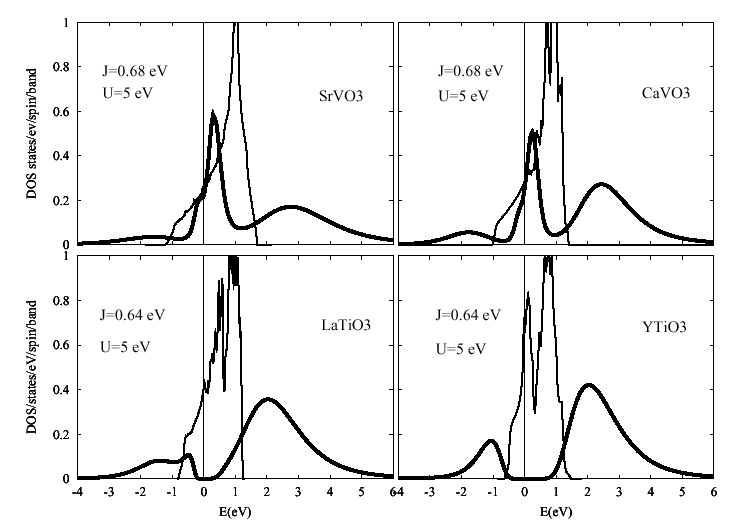 1
0.8
0.6
0.4
0.2
0
DOS states/ev/spin/band
J=0.68 eV
U=5 eV
SrVO3
J=0.68 eV
U=5 eV
CaVO3
1
0.8
0.6
0.4
0.2
0
DOS/states/eV/spin/band
J=0.64 eV
U=5 eV
LaTiO3
J=0.64 eV
U=5 eV
YTiO3
-4 -3 -2 -1 0 1 2 3 4 5 64 -3 -2 -1 0 1 2 3 4 5 6
E(eV) E(eV)